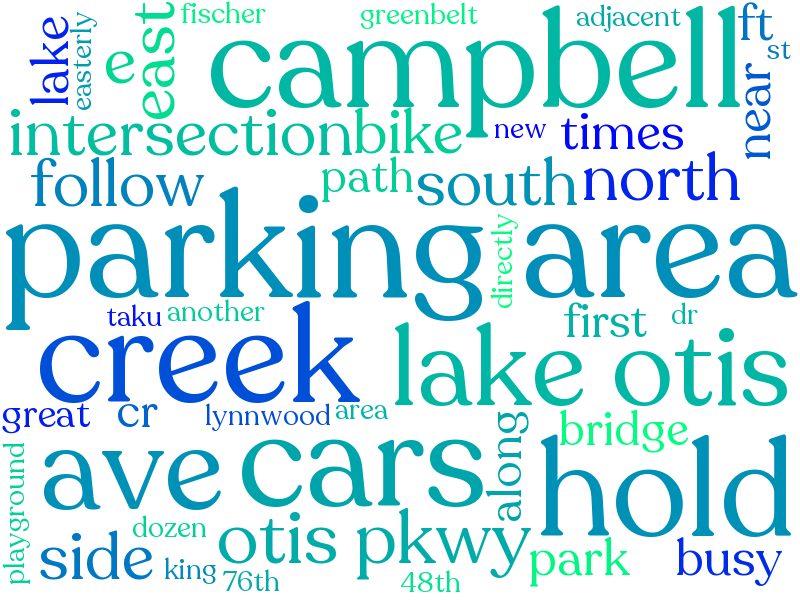 lake
easterly
e
east
fischer
greenbelt
adjacent
ft
st
campbell
near
intersection
bike
new
times
follow
path
south
north
parking
directly
area
taku
another
first
dr
creek
lake otis
great
cr
lynnwood
area
along
bridge
playground
ave
cars
hold
side
dozen
king
76th
otis pkwy
48th
park
busy